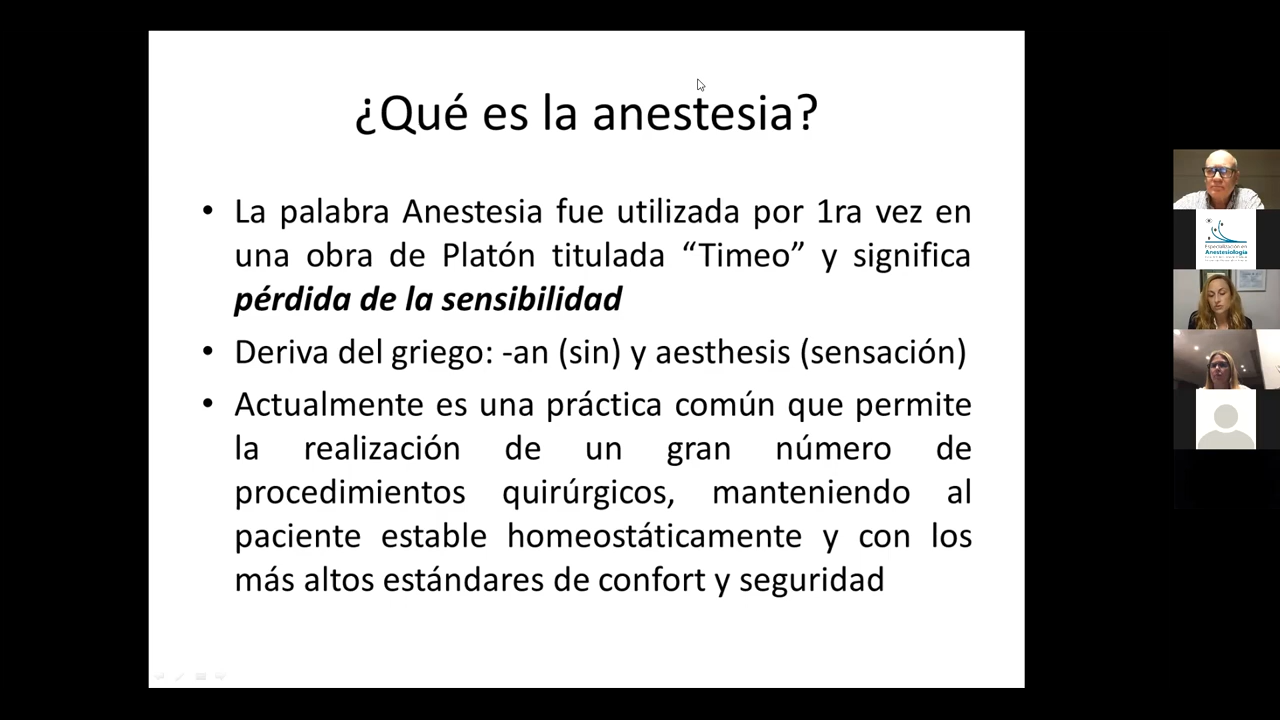 ¿Qué es la anestesia?
• La palabra Anestesia fue utilizada por 1ra vez en
una obra de Platón titulada “Timeo” y significa
pérdida de la sensibilidad
• Deriva del griego: -an (sin) y aesthesis (sensación)
• Actualmente es una práctica común que permite
la realización de un gran número de
procedimientos quirúrgicos, manteniendo al
paciente estable homeostáticamente y con los
más altos estándares de confort y seguridad
Especialización en
Anestesiología